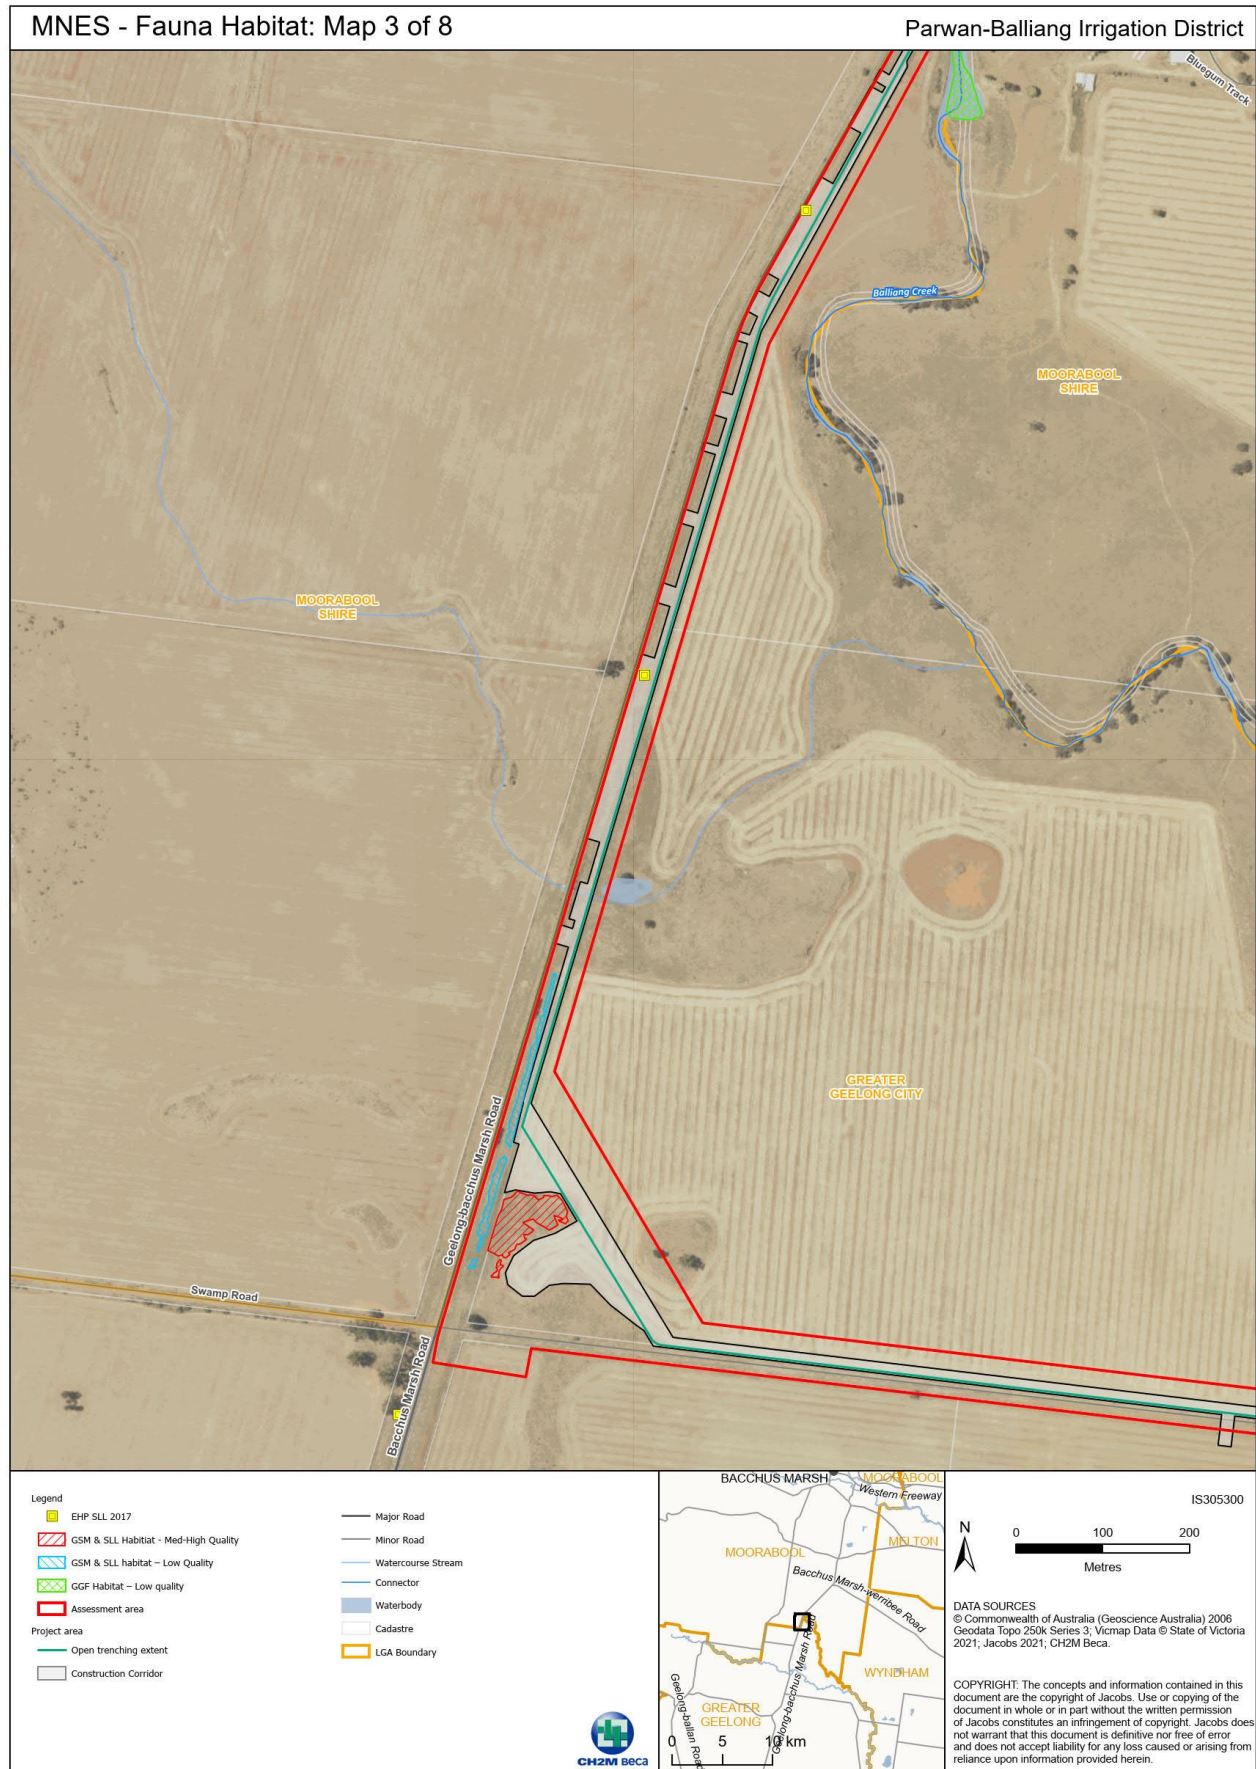 MNES - Fauna Habitat: Map 3 of 8
Parwan-Balliang Irrigation District
Bluegum Track
Balliang Creek
MOORABOOL
SHIRE
MOORABOOL
SHIRE
GREATER
GEELONG CITY
Geelong-bacchus Marsh Road
Swamp Road
Bacchus Marsh Road
Legend
EHP SLL 2017
GSM & SLL Habitiat - Med-High Quality
GSM & SLL habitat – Low Quality
GGF Habitat – Low quality
Assessment area
Project area
Open trenching extent
Construction Corridor
Major Road
Minor Road
Watercourse Stream
Connector
Waterbody
Cadastre
LGA Boundary
CH2M Beca
BACCHUS MARSH
MOORABOOL
Western Freeway
MOORABOOL
MELTON
Bacchus Marsh-werribee Road
WYNDHAM
Geelong-bacchus Marsh Road
Geelong-ballan Road
GREATER
GEELONG
0 5 10 km
IS305300
N
0 100 200
Metres
DATA SOURCES
© Commonwealth of Australia (Geoscience Australia) 2006
Geodata Topo 250k Series 3; Vicmap Data © State of Victoria
2021; Jacobs 2021; CH2M Beca.
COPYRIGHT: The concepts and information contained in this
document are the copyright of Jacobs. Use or copying of the
document in whole or in part without the written permission
of Jacobs constitutes an infringement of copyright. Jacobs does
not warrant that this document is definitive nor free of error
and does not accept liability for any loss caused or arising from
reliance upon information provided herein.